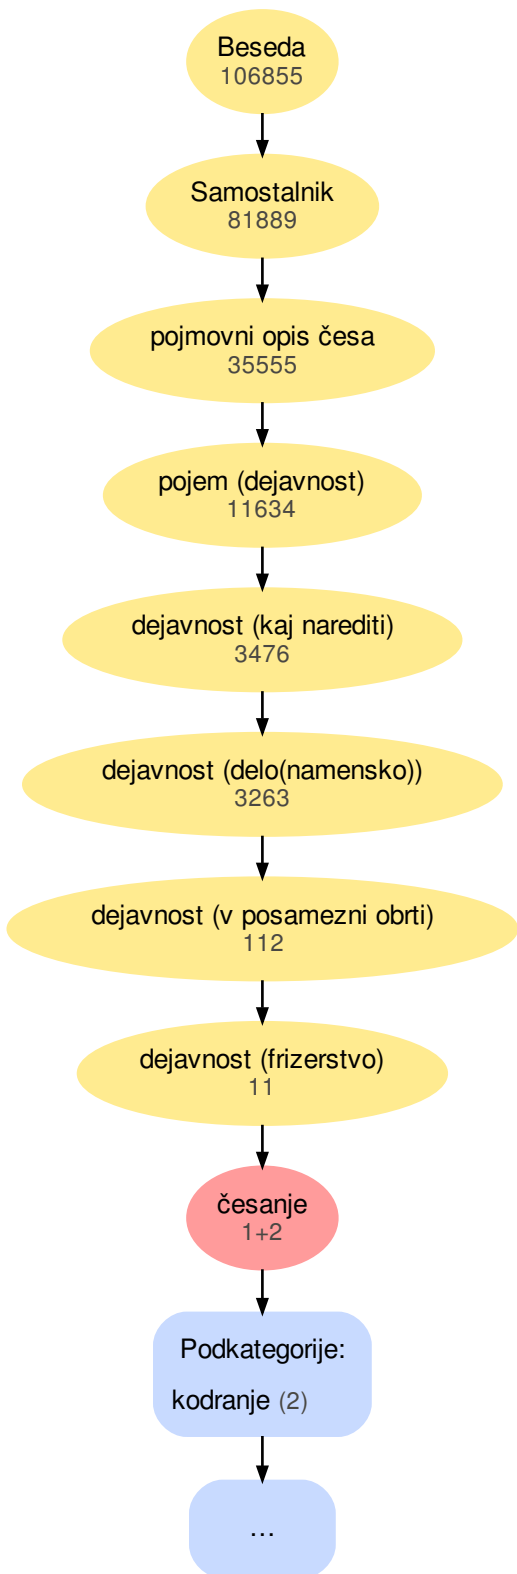 Beseda
106855
Samostalnik
81889
pojmovni opis česa
35555
pojem (dejavnost)
11634
dejavnost (kaj narediti)
3476
dejavnost (delo(namensko))
3263
dejavnost (v posamezni obrti)
112
dejavnost (frizerstvo)
11
česanje
1+2
Podkategorije:
kodranje (2)
...